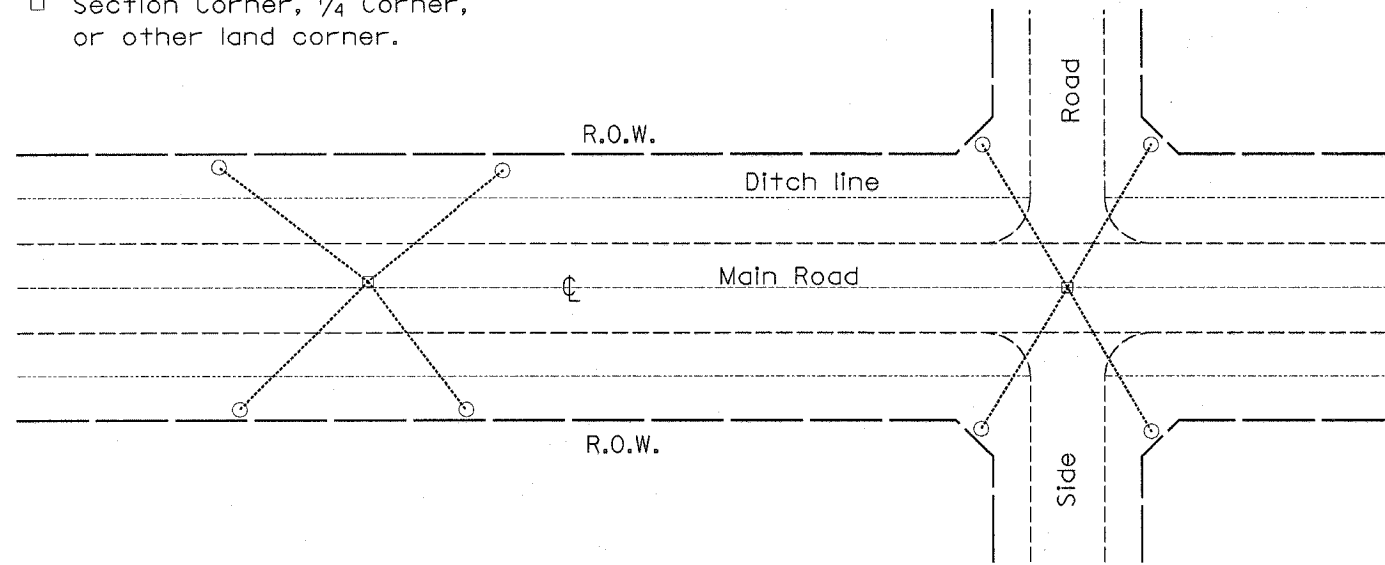 □ Section Corner, 1/4 Corner,
or other land corner.
R.O.W.
Road
Ditch line
Main Road
℄
R.O.W.
Side